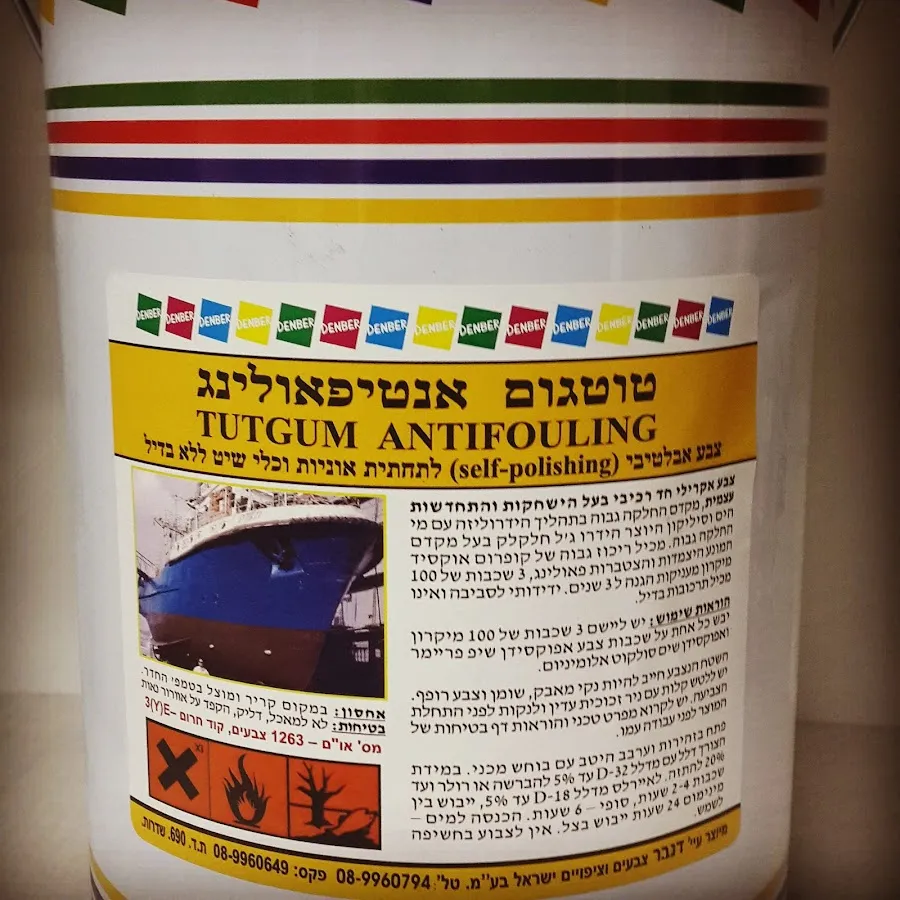 DENBER DENBER DENBER DENBER DENBER DENBER DENBER DENBER DENBER DENBER DENBER DENBER DENBER DENBER DENBER
טוטגום אנטיפאולינג
TUTGUM ANTIFOULING
צבע אבלטיבי (self-polishing) לתחתית אוניות וכלי שיט ללא בדיל
צבע אקרילי חד רכיבי בעל הישחקות והתחדשות
עצמית, מקדם החלקה גבוה בתהליך הידרוליזה עם מי
הים וסיליקון היוצר הידרו ג'ל חלקלק בעל מקדם
החלקה גבוה. מכיל ריכוז גבוה של קופרום אוקסיד
המונע היצמדות והצטברות פאולינג, 3 שכבות של 100
מיקרון מעניקות הגנה ל 3 שנים. ידידותי לסביבה ואינו
מכיל תרכובות בדיל.
הוראות שימוש: יש ליישם 3 שכבות של 100 מיקרון
יבש כל אחת על שכבות צבע אפוקסידן שיפ פריימר
ואפוקסידן שים סולקוט אלומיניום.
השטח הנצבע חייב להיות נקי מאבק, שומן וצבע רופף.
יש ללטש קלות עם ניר זכוכית עדין ולנקות לפני התחלת
הצביעה. יש לקרוא מפרט טכני והוראות דף בטיחות של
המוצר לפני עבודה עמו.
פתח בזהירות וערבב היטב עם בוחש מכני. במידת
הצורך דלל עם מדלל D-32 עד 5% להברשה או רולר ועד
20% להתזה. לאיירלס מדלל D-18 עד 5%, ייבוש בין
שכבות 2-4 שעות, סופי – 6 שעות. הכנסה למים –
מינימום 24 שעות ייבוש בצל. אין לצבוע בחשיפה
לשמש.
אחסון: במקום קריר ומוצל בטמפ' החדר.
בטיחות: לא למאכל, דליק, הקפד על אוורור נאות
מס' או"ם – 1263 צבעים, קוד חרום –3(Y)E
XI
מיוצר ע"י דנבר צבעים וציפויים ישראל בע"מ. טל' 08-9960794 פקס: 08-9960649 ת.ד. 690. שדרות.